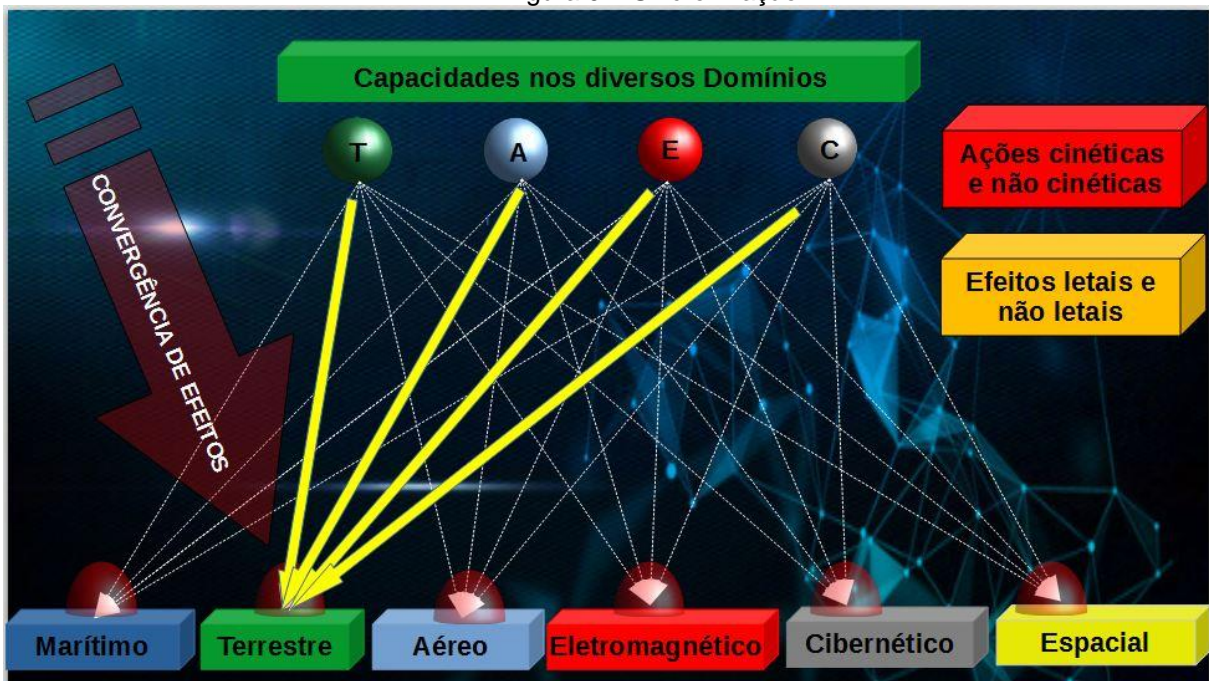 Capacidades nos diversos Domínios
T A E C
Ações cinéticas
e não cinéticas
CONVERGÊNCIA DE EFEITOS
Efeitos letais e
não letais
Marítimo Terrestre Aéreo Eletromagnético Cibernético Espacial